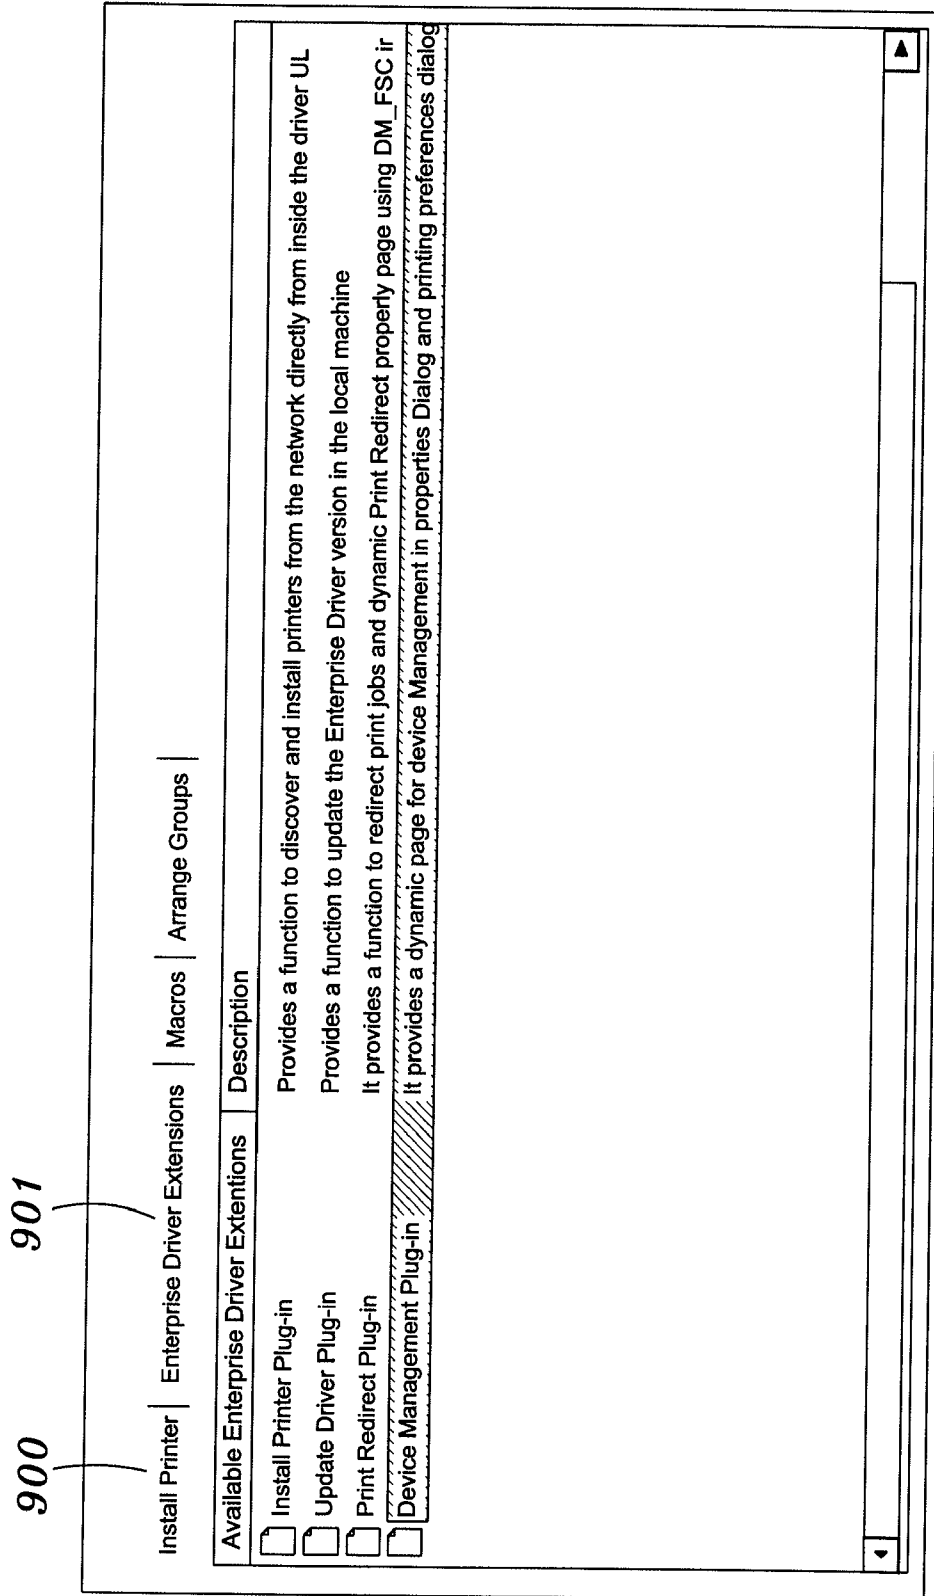 900 901
Install Printer Enterprise Driver Extensions Macros Arrange Groups
Available Enterprise Driver Extentions Description
Install Printer Plug-in Provides a function to discover and install printers from the network directly from inside the driver UL
Update Driver Plug-in Provides a function to update the Enterprise Driver version in the local machine
Print Redirect Plug-in It provides a function to redirect print jobs and dynamic Print Redirect properly page using DM_FSC ir
Device Management Plug-in It provides a dynamic page for device Management in properties Dialog and printing preferences dialog